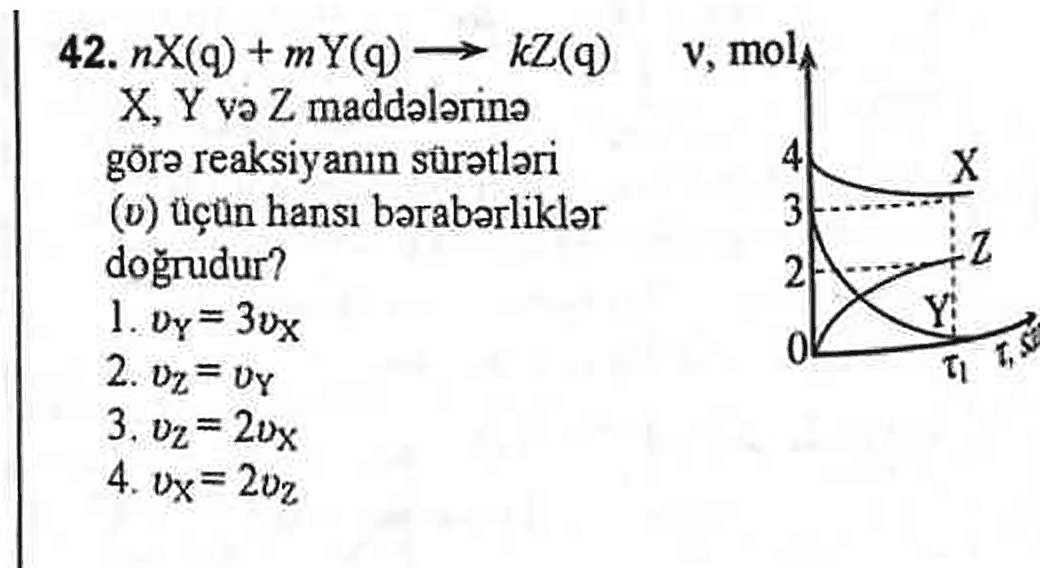 42. nX(q) + mY(q) ⟶ kZ(q)
X, Y və Z maddələrinə
görə reaksiyanın sürətləri
(υ) üçün hansı bərabərliklər
doğrudur?
1. υY = 3υX
2. υZ = υY
3. υZ = 2υX
4. υX = 2υZ
ν, mol
4
X
3
2
Z
Y
0
τ1
τ,